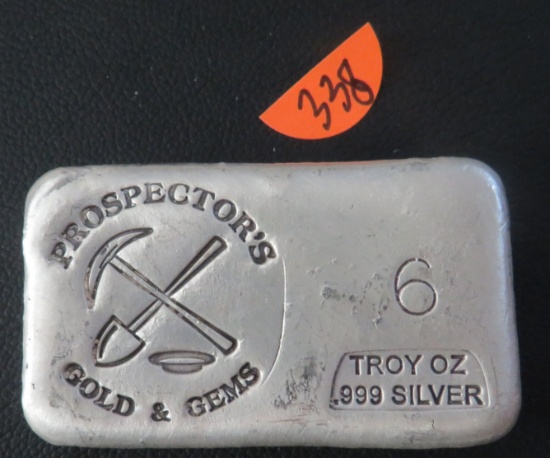 338
PROSPECTOR'S
GOLD & GEMS
6
TROY OZ
.999 SILVER